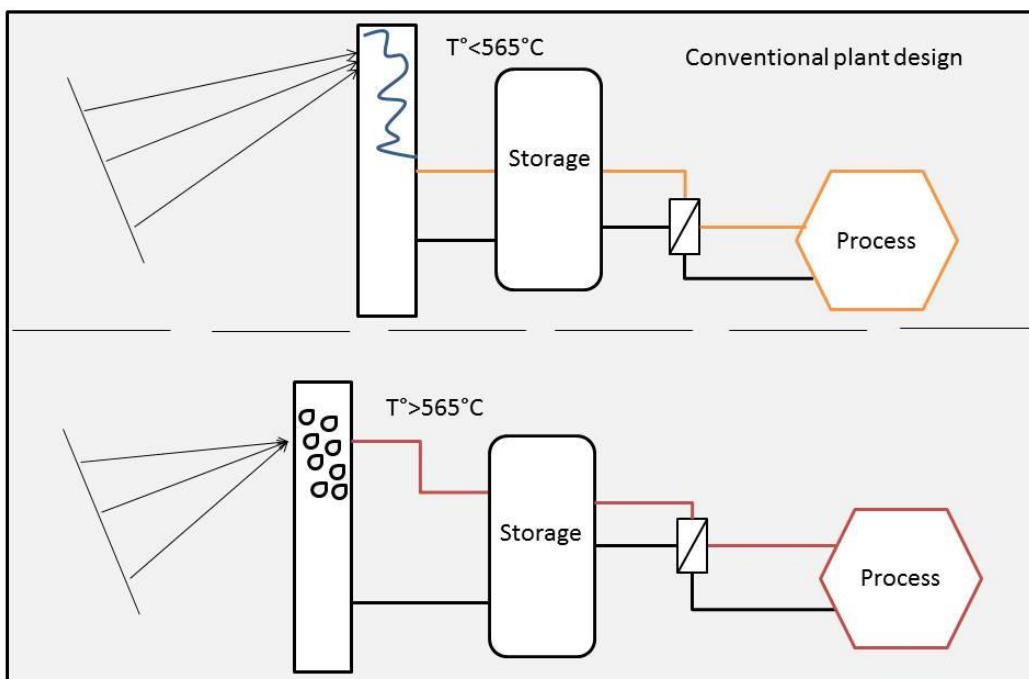 T°<565°C
Conventional plant design
Storage
Process
T°>565°C
Storage
Process